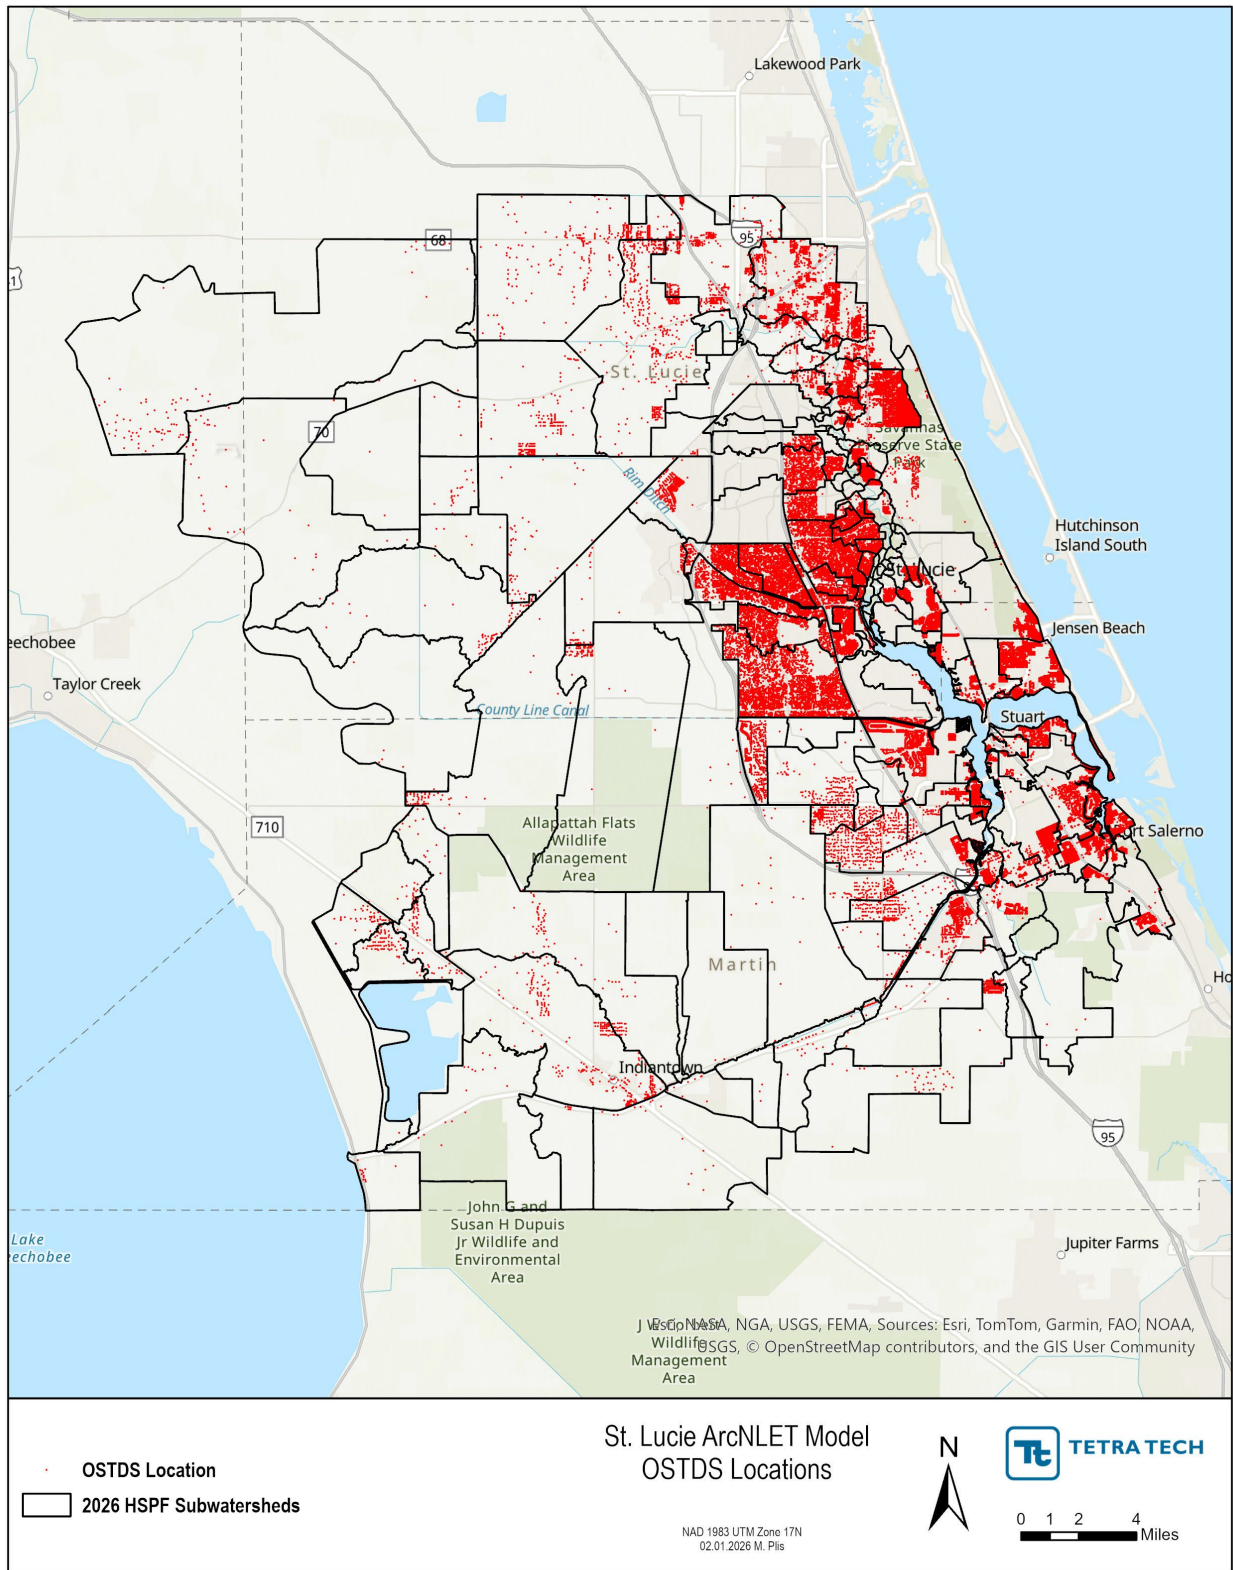 Lakewood Park
68
95
St. Lucie
70
Savannas
Preserve State
Park
Rim Ditch
Hutchinson
Island South
St. Lucie
Jensen Beach
eechobee
Taylor Creek
County Line Canal
Stuart
710
Allapattah Flats
Wildlife
Management
Area
ort Salerno
Martin
Ho
Indiantown
95
John G and
Susan H Dupuis
Jr Wildlife and
Environmental
Area
Lake
eechobee
Jupiter Farms
Wildlife
Management
Area
Esri, NASA, NGA, USGS, FEMA, Sources: Esri, TomTom, Garmin, FAO, NOAA,
USGS, © OpenStreetMap contributors, and the GIS User Community
St. Lucie ArcNLET Model
OSTDS Locations
OSTDS Location
2026 HSPF Subwatersheds
NAD 1983 UTM Zone 17N
02.01.2026 M. Plis
N
Tt TETRA TECH
0 1 2 4
Miles